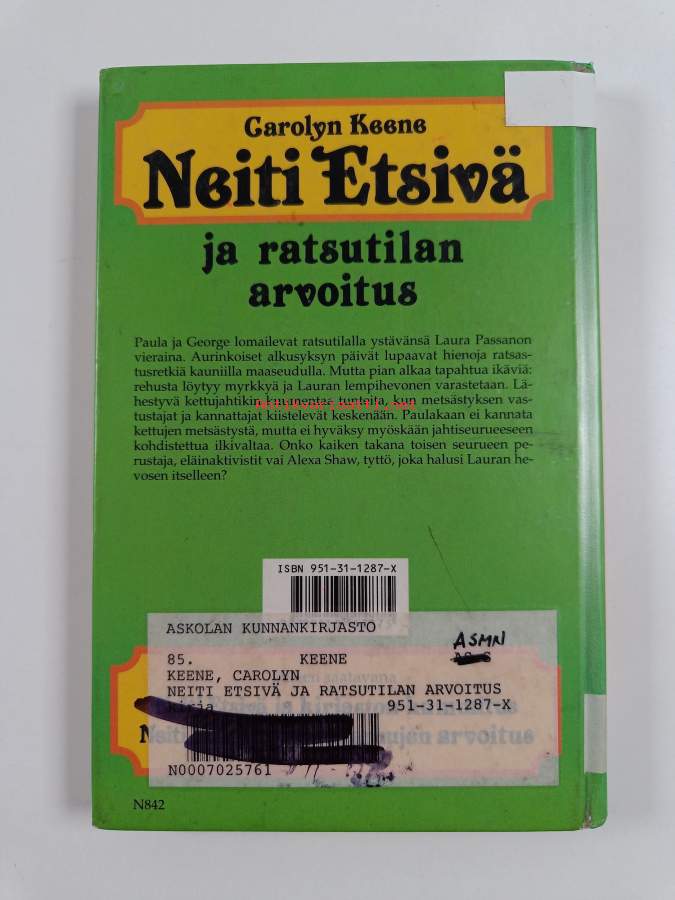 Carolyn Keene
Neiti Etsivä
ja ratsutilan
arvoitus
Paula ja George lomailevat ratsutilalla ystävänsä Laura Passanon
vieraina. Aurinkoiset alkusyksyn päivät lupaavat hienoja ratsas-
tusretkiä kauniilla maaseudulla. Mutta pian alkaa tapahtua ikäviä:
rehusta löytyy myrkkyä ja Lauran lempihevonen varastetaan. Lä-
hestyvä kettujahtikin kuumentaa tunteita, kun metsästyksen vas-
tustajat ja kannattajat kiistelevät keskenään. Paulakaan ei kannata
kettujen metsästystä, mutta ei hyväksy myöskään jahtiseurueeseen
kohdistettua ilkivaltaa. Onko kaiken takana toisen seurueen pe-
rustaja, eläinaktivistit vai Alexa Shaw, tyttö, joka halusi Lauran he-
vosen itselleen?
ISBN 951-31-1287-X
ASKOLAN KUNNANKIRJASTO
ASMN
85. KEENE
KEENE, CAROLYN
NEITI ETSIVÄ JA RATSUTILAN ARVOITUS
kirja 951-31-1287-X
arvoitus
N0007025761
N842